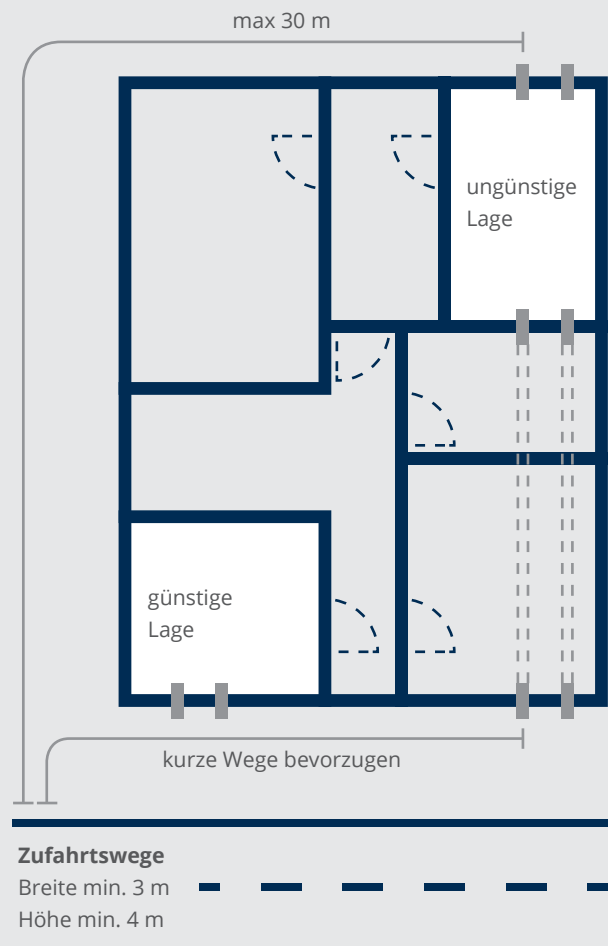 max 30 m
ungünstige
Lage
günstige
Lage
kurze Wege bevorzugen
Zufahrtswege
Breite min. 3 m
Höhe min. 4 m